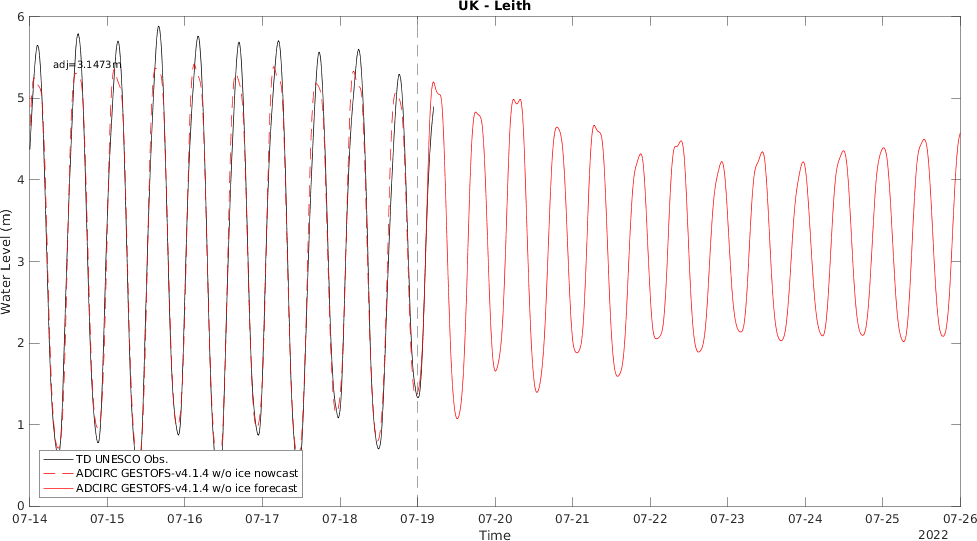 UK - Leith
6
5
4
3
2
1
0
Water Level (m)
adj=3.1473m
TD UNESCO Obs.
ADCIRC GESTOFS-v4.1.4 w/o ice nowcast
ADCIRC GESTOFS-v4.1.4 w/o ice forecast
07-14 07-15 07-16 07-17 07-18 07-19 07-20 07-21 07-22 07-23 07-24 07-25 07-26
Time
2022